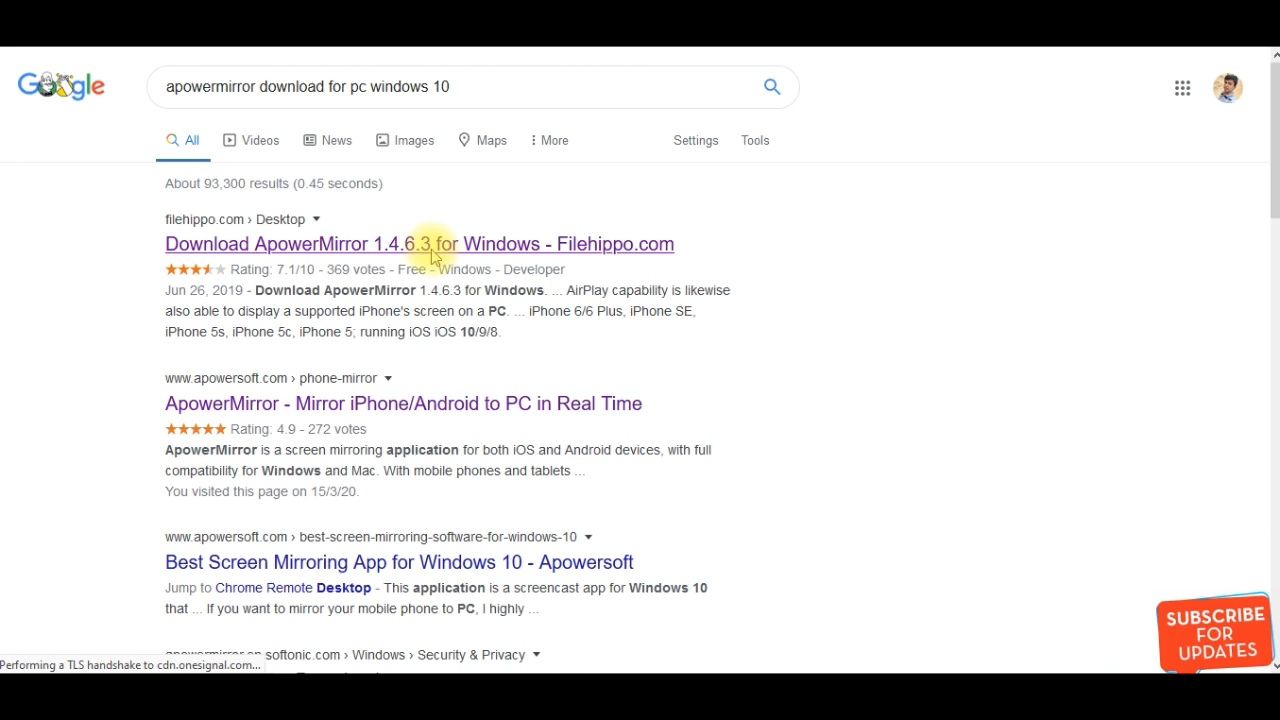 Google
apowermirror download for pc windows 10
All
Videos
News
Images
Maps
More
Settings
Tools
About 93,300 results (0.45 seconds)
filehippo.com › Desktop
Download ApowerMirror 1.4.6.3 for Windows - Filehippo.com
Rating: 7.1/10 - 369 votes - Free - Windows - Developer
Jun 26, 2019 - Download ApowerMirror 1.4.6.3 for Windows. ... AirPlay capability is likewise
also able to display a supported iPhone's screen on a PC. ... iPhone 6/6 Plus, iPhone SE,
iPhone 5s, iPhone 5c, iPhone 5; running iOS iOS 10/9/8.
www.apowersoft.com › phone-mirror
ApowerMirror - Mirror iPhone/Android to PC in Real Time
Rating: 4.9 - 272 votes
ApowerMirror is a screen mirroring application for both iOS and Android devices, with full
compatibility for Windows and Mac. With mobile phones and tablets ...
You visited this page on 15/3/20.
www.apowersoft.com › best-screen-mirroring-software-for-windows-10
Best Screen Mirroring App for Windows 10 - Apowersoft
Jump to Chrome Remote Desktop - This application is a screencast app for Windows 10
that ... If you want to mirror your mobile phone to PC, I highly ...
softonic.com › Windows › Security & Privacy
Performing a TLS handshake to cdn.onesignal.com...
SUBSCRIBE
FOR
UPDATES